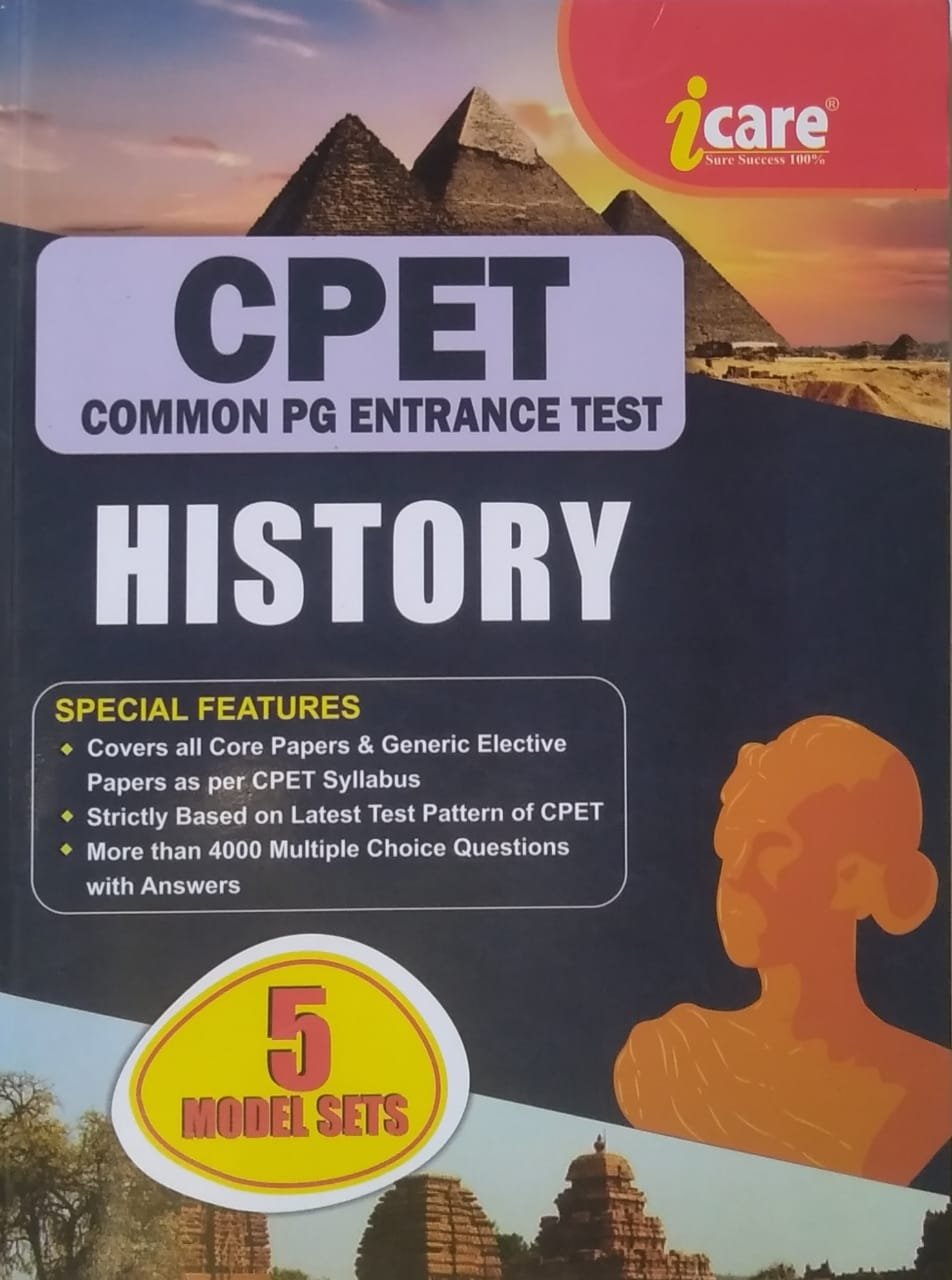 icare®
Sure Success 100%
CPET
COMMON PG ENTRANCE TEST
HISTORY
SPECIAL FEATURES
Covers all Core Papers & Generic Elective
Papers as per CPET Syllabus
Strictly Based on Latest Test Pattern of CPET
More than 4000 Multiple Choice Questions
with Answers
5
MODEL SETS